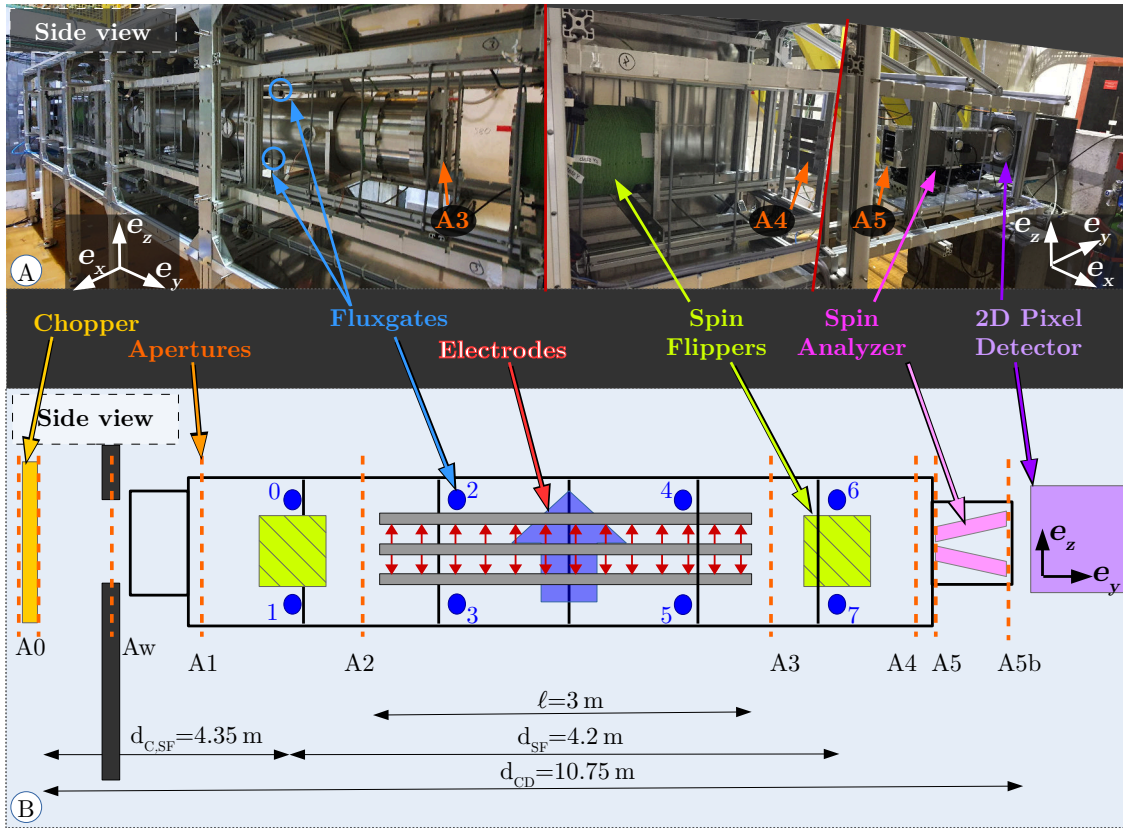 Side view
A3
A4
A5
e_z
e_x
e_y
e_z
e_y
e_x
A
Chopper
Apertures
Fluxgates
Electrodes
Spin
Flippers
Spin
Analyzer
2D Pixel
Detector
Side view
0
2
4
6
1
3
5
7
e_z
e_y
A0
Aw
A1
A2
A3
A4
A5
A5b
ℓ=3 m
d_C,SF=4.35 m
d_SF=4.2 m
d_CD=10.75 m
B